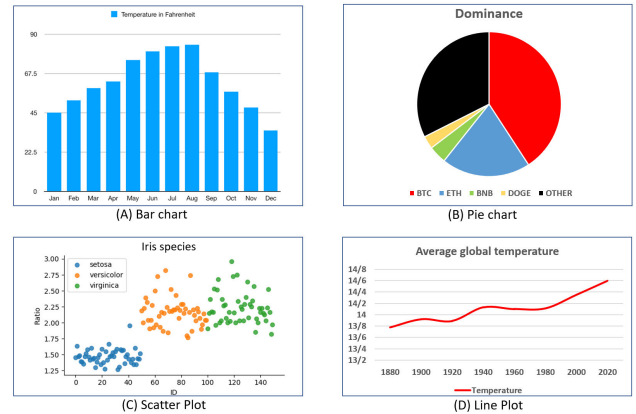 Temperature in Fahrenheit
90
67.5
45
22.5
0
Jan Feb Mar Apr May Jun Jul Aug Sep Oct Nov Dec
(A) Bar chart
Dominance
BTC ETH BNB DOGE OTHER
(B) Pie chart
Iris species
setosa
versicolor
virginica
3.00
2.75
2.50
2.25
2.00
1.75
1.50
1.25
Ratio
0 20 40 60 80 100 120 140
ID
(C) Scatter Plot
Average global temperature
14/8
14/6
14/4
14/2
14
13/8
13/6
13/4
13/2
1880 1900 1920 1940 1960 1980 2000 2020
Temperature
(D) Line Plot